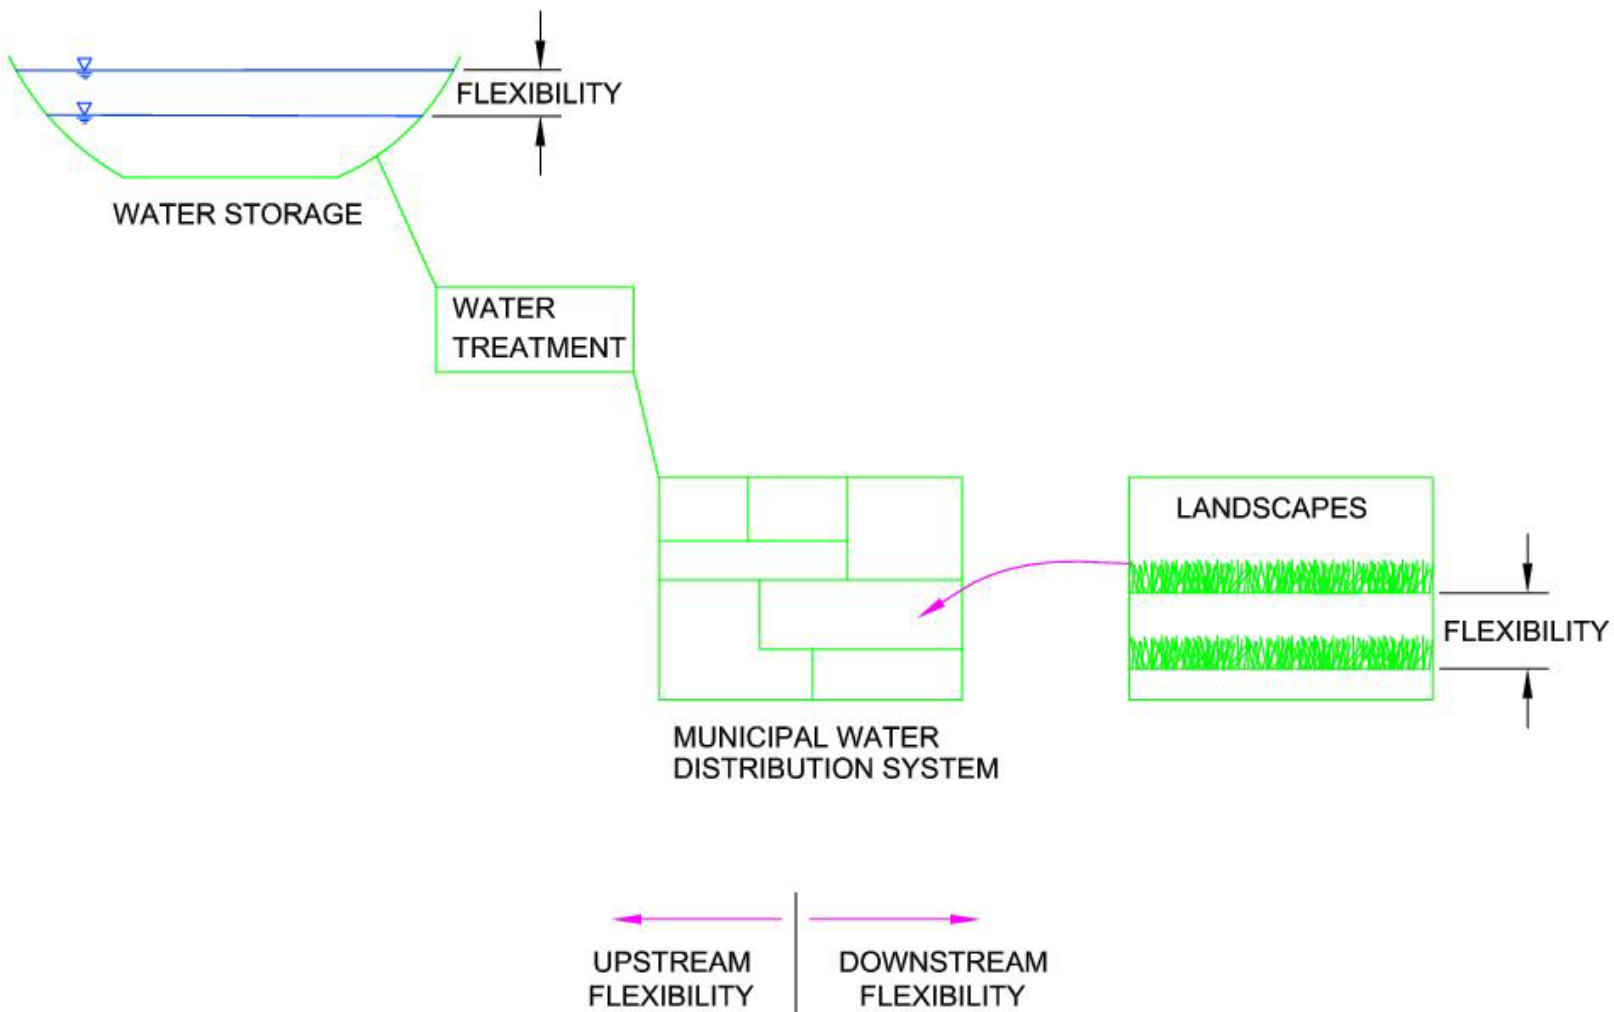 FLEXIBILITY
WATER STORAGE
WATER
TREATMENT
LANDSCAPES
FLEXIBILITY
MUNICIPAL WATER
DISTRIBUTION SYSTEM
UPSTREAM
FLEXIBILITY
DOWNSTREAM
FLEXIBILITY